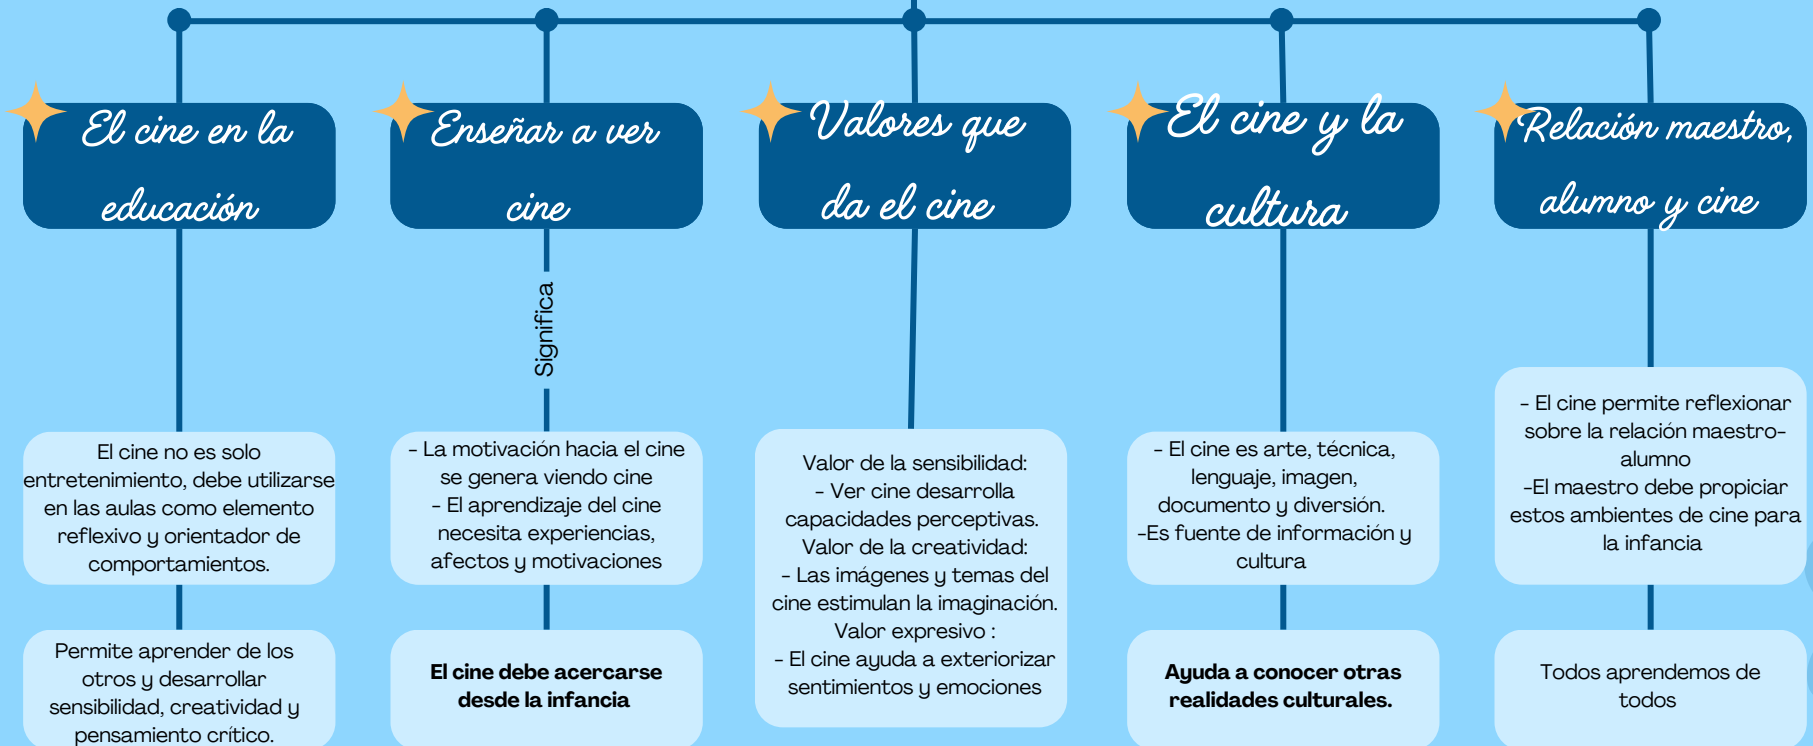 El cine en la
educación
El cine no es solo
entretenimiento, debe utilizarse
en las aulas como elemento
reflexivo y orientador de
comportamientos.
Permite aprender de los
otros y desarrollar
sensibilidad, creatividad y
pensamiento crítico.
Enseñar a ver
cine
Significa
- La motivación hacia el cine
se genera viendo cine
- El aprendizaje del cine
necesita experiencias,
afectos y motivaciones
El cine debe acercarse
desde la infancia
Valores que
da el cine
Valor de la sensibilidad:
- Ver cine desarrolla
capacidades perceptivas.
Valor de la creatividad:
- Las imágenes y temas del
cine estimulan la imaginación.
Valor expresivo :
- El cine ayuda a exteriorizar
sentimientos y emociones
El cine y la
cultura
- El cine es arte, técnica,
lenguaje, imagen,
documento y diversión.
-Es fuente de información y
cultura
Ayuda a conocer otras
realidades culturales.
Relación maestro,
alumno y cine
- El cine permite reflexionar
sobre la relación maestro-
alumno
-El maestro debe propiciar
estos ambientes de cine para
la infancia
Todos aprendemos de
todos